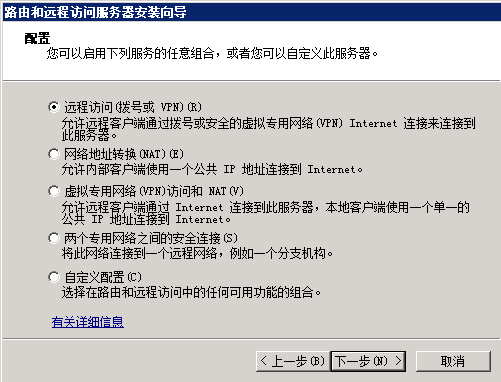 路由和远程访问服务器安装向导
配置
您可以启用下列服务的任意组合，或者您可以自定义此服务器。
远程访问(拨号或 VPN)(R)
允许远程客户端通过拨号或安全的虚拟专用网络(VPN) Internet 连接来连接到
此服务器。
网络地址转换(NAT)(E)
允许内部客户端使用一个公共 IP 地址连接到 Internet。
虚拟专用网络(VPN)访问和 NAT(V)
允许远程客户端通过 Internet 连接到此服务器，本地客户端使用一个单一的
公共 IP 地址连接到 Internet。
两个专用网络之间的安全连接(S)
将此网络连接到一个远程网络，例如一个分支机构。
自定义配置(C)
选择在路由和远程访问中的任何可用功能的组合。
有关详细信息
< 上一步(B) 下一步(N) > 取消